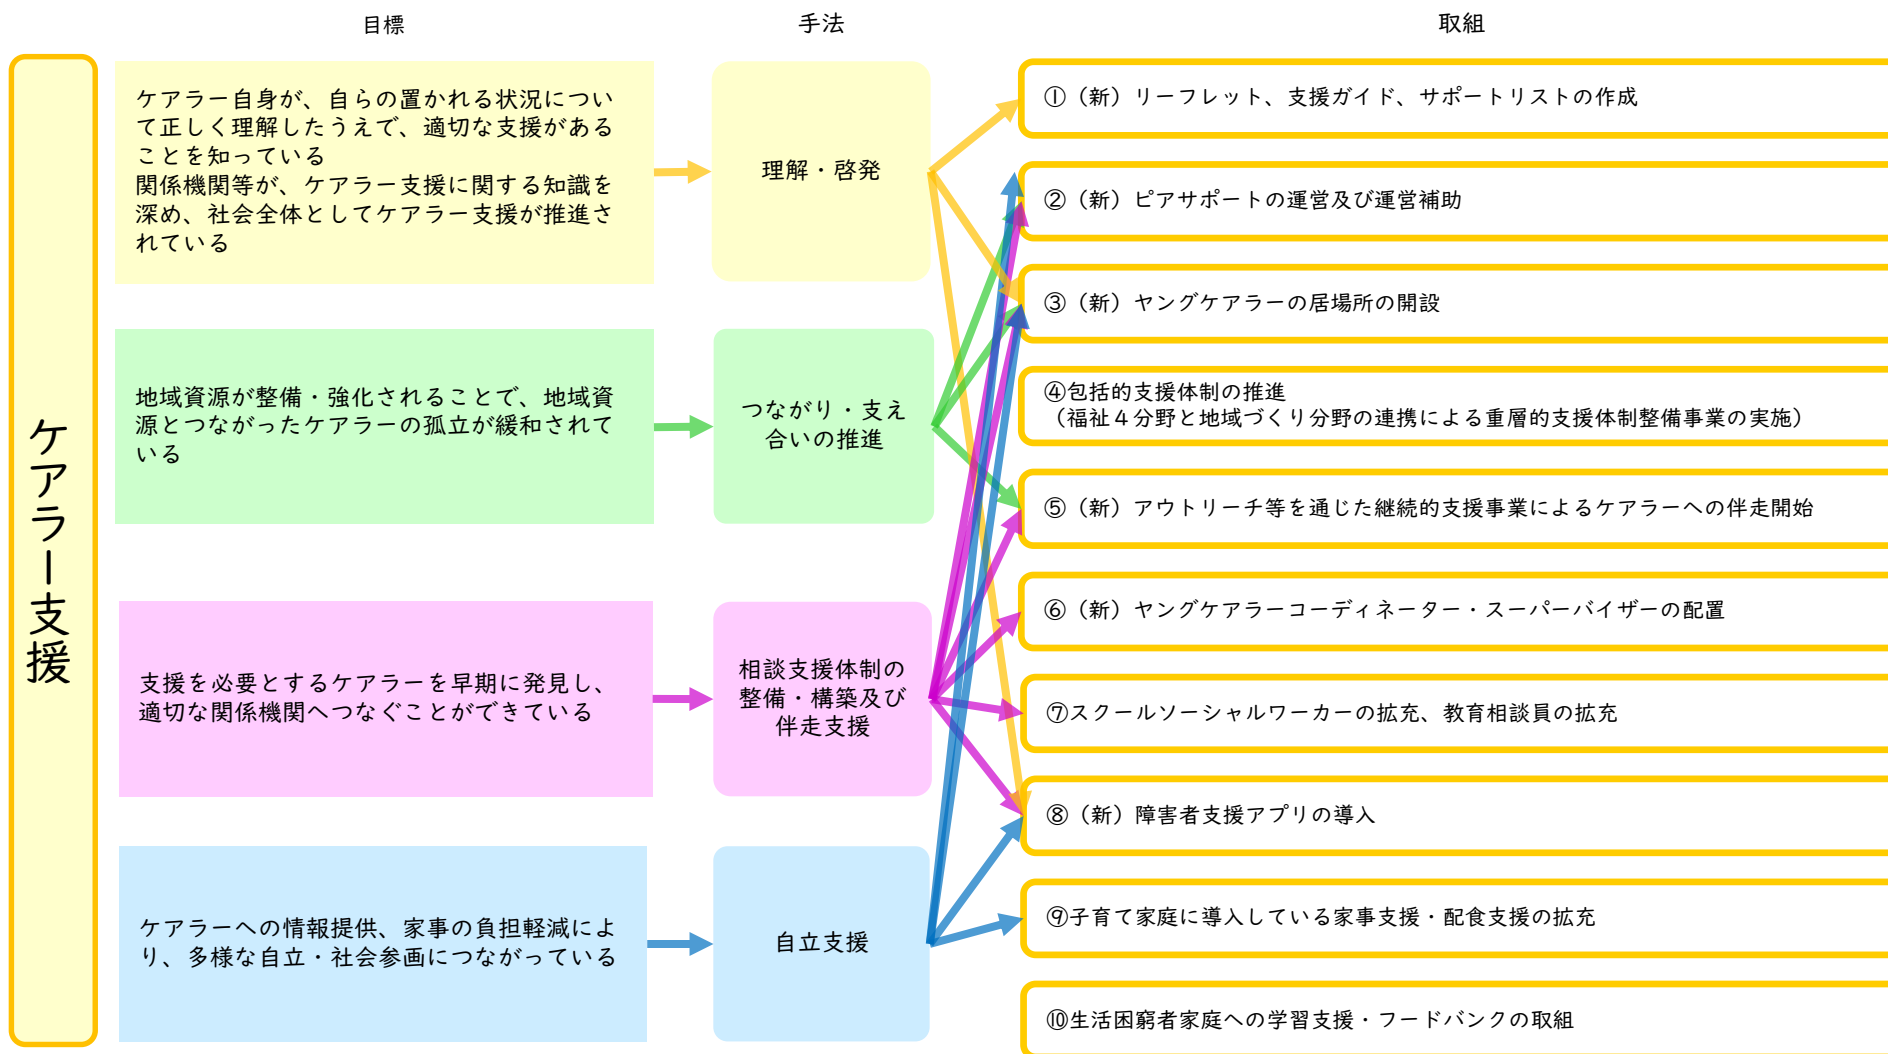 目標
手法
取組
ケアラー支援
ケアラー自身が、自らの置かれる状況につい
て正しく理解したうえで、適切な支援がある
ことを知っている
関係機関等が、ケアラー支援に関する知識を
深め、社会全体としてケアラー支援が推進さ
れている
理解・啓発
地域資源が整備・強化されることで、地域資
源とつながったケアラーの孤立が緩和されて
いる
つながり・支え
合いの推進
支援を必要とするケアラーを早期に発見し、
適切な関係機関へつなぐことができている
相談支援体制の
整備・構築及び
伴走支援
ケアラーへの情報提供、家事の負担軽減によ
り、多様な自立・社会参画につながっている
自立支援
①（新）リーフレット、支援ガイド、サポートリストの作成
②（新）ピアサポートの運営及び運営補助
③（新）ヤングケアラーの居場所の開設
④包括的支援体制の推進
（福祉４分野と地域づくり分野の連携による重層的支援体制整備事業の実施）
⑤（新）アウトリーチ等を通じた継続的支援事業によるケアラーへの伴走開始
⑥（新）ヤングケアラーコーディネーター・スーパーバイザーの配置
⑦スクールソーシャルワーカーの拡充、教育相談員の拡充
⑧（新）障害者支援アプリの導入
⑨子育て家庭に導入している家事支援・配食支援の拡充
⑩生活困窮者家庭への学習支援・フードバンクの取組